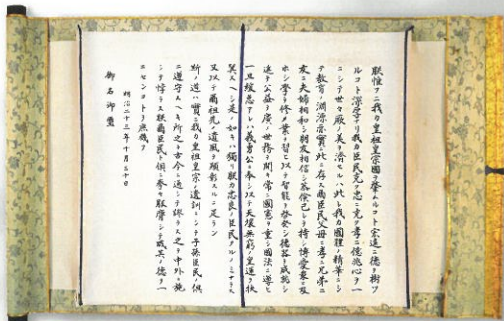 朕惟フニ我カ皇祖皇宗國ヲ肇ムルコト宏遠ニ德ヲ樹ツ
ルコト深厚ナリ我カ臣民克ク忠ニ克ク孝ニ億兆心ヲ一
ニシテ世々厥ノ美ヲ濟セルハ此レ我カ國體ノ精華ニシ
テ教育ノ淵源亦實ニ此ニ存ス爾臣民父母ニ孝ニ兄弟ニ
友ニ夫婦相和シ朋友相信シ恭儉己レヲ持シ博愛衆ニ及
ホシ學ヲ修メ業ヲ習ヒ以テ智能ヲ啓發シ德器ヲ成就シ
進テ公益ヲ廣メ世務ヲ開キ常ニ國憲ヲ重シ國法ニ遵ヒ
一旦緩急アレハ義勇公ニ奉シ以テ天壤無窮ノ皇運ヲ扶
翼スヘシ是ノ如キハ獨リ朕カ忠良ノ臣民タルノミナラス
又以テ爾祖先ノ遺風ヲ顯彰スルニ足ラン
斯ノ道ハ實ニ我カ皇祖皇宗ノ遺訓ニシテ子孫臣民ノ俱
ニ遵守スヘキ所之ヲ古今ニ通シテ謬ラス之ヲ中外ニ施
シテ悖ラス朕爾臣民ト俱ニ拳々服膺シテ咸其ノ德ヲ一
ニセンコトヲ庶幾フ
明治二十三年十月三十日
御名御璽